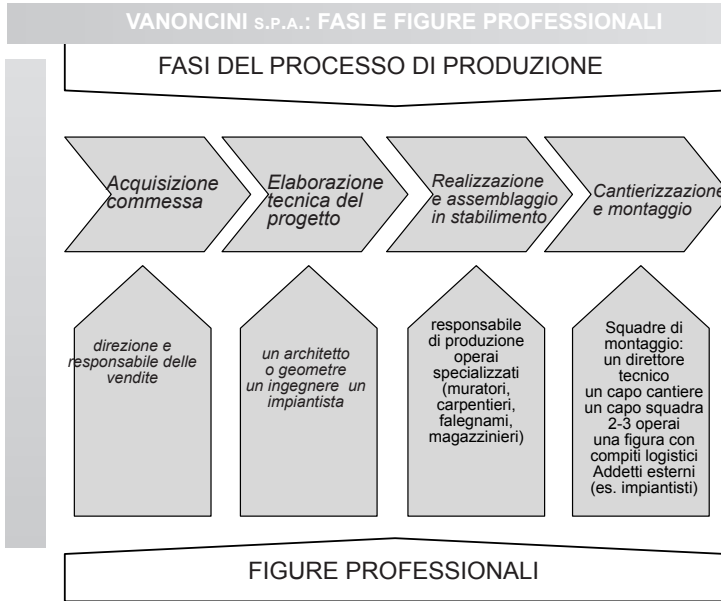 VANONCINI S.P.A.: FASI E FIGURE PROFESSIONALI
FASI DEL PROCESSO DI PRODUZIONE
Acquisizione
commessa
Elaborazione
tecnica del
progetto
Realizzazione
e assemblaggio
in stabilimento
Cantierizzazione
e montaggio
direzione e
responsabile delle
vendite
un architetto
o geometre
un ingegnere un
impiantista
responsabile
di produzione
operai
specializzati
(muratori,
carpentieri,
falegnami,
magazzinieri)
Squadre di
montaggio:
un direttore
tecnico
un capo cantiere
un capo squadra
2-3 operai
una figura con
compiti logistici
Addetti esterni
(es. impiantisti)
FIGURE PROFESSIONALI